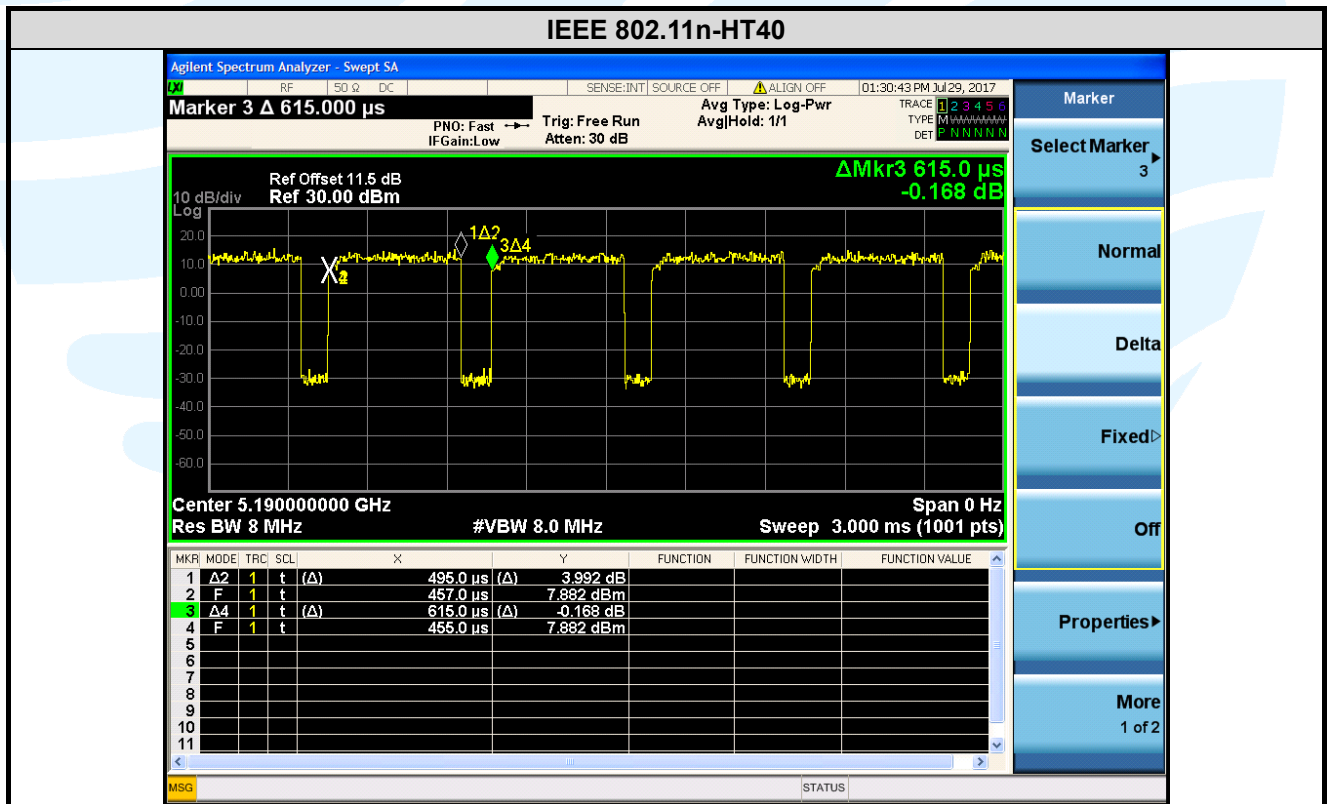 IEEE 802.11n-HT40
Agilent Spectrum Analyzer - Swept SA
LXI RF 50 Ω DC SENSE:INT SOURCE OFF ALIGN OFF 01:30:43 PM Jul 29, 2017
Marker 3 Δ 615.000 µs
PNO: Fast
IFGain:Low
Trig: Free Run
Atten: 30 dB
Avg Type: Log-Pwr
Avg|Hold: 1/1
TRACE 1 2 3 4 5 6
TYPE M
DET P N N N N N
ΔMkr3 615.0 µs
-0.168 dB
Ref Offset 11.5 dB
10 dB/div Ref 30.00 dBm
Log
20.0
10.0
0.00
-10.0
-20.0
-30.0
-40.0
-50.0
-60.0
1Δ2
3Δ4
Center 5.190000000 GHz Span 0 Hz
Res BW 8 MHz #VBW 8.0 MHz Sweep 3.000 ms (1001 pts)
MKR MODE TRC SCL X Y FUNCTION FUNCTION WIDTH FUNCTION VALUE
1 Δ2 1 t (Δ) 495.0 µs (Δ) 3.992 dB
2 F 1 t 457.0 µs 7.882 dBm
3 Δ4 1 t (Δ) 615.0 µs (Δ) -0.168 dB
4 F 1 t 455.0 µs 7.882 dBm
5
6
7
8
9
10
11
MSG STATUS
Marker
Select Marker
3
Normal
Delta
Fixed
Off
Properties
More
1 of 2